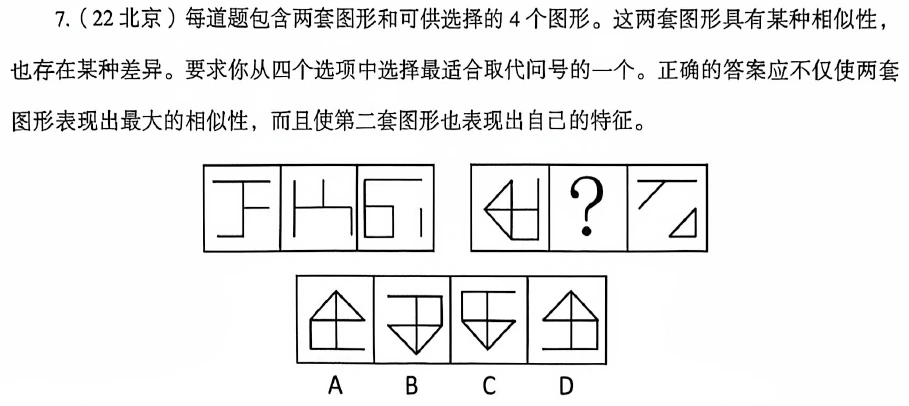 7.（22 北京）每道题包含两套图形和可供选择的 4 个图形。这两套图形具有某种相似性，
也存在某种差异。要求你从四个选项中选择最适合取代问号的一个。正确的答案应不仅使两套
图形表现出最大的相似性，而且使第二套图形也表现出自己的特征。
?
A B C D